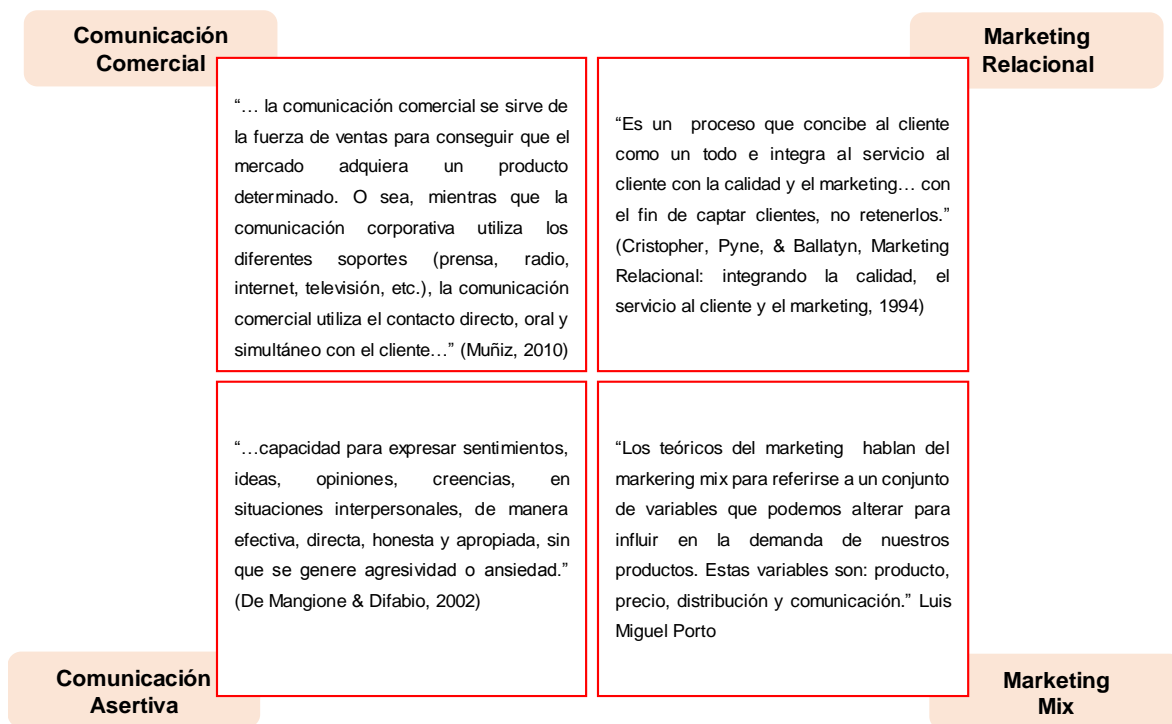 Comunicación
Comercial
Marketing
Relacional
“… la comunicación comercial se sirve de
la fuerza de ventas para conseguir que el
mercado adquiera un producto
determinado. O sea, mientras que la
comunicación corporativa utiliza los
diferentes soportes (prensa, radio,
internet, televisión, etc.), la comunicación
comercial utiliza el contacto directo, oral y
simultáneo con el cliente…” (Muñiz, 2010)
“Es un proceso que concibe al cliente
como un todo e integra al servicio al
cliente con la calidad y el marketing… con
el fin de captar clientes, no retenerlos.”
(Cristopher, Pyne, & Ballatyn, Marketing
Relacional: integrando la calidad, el
servicio al cliente y el marketing, 1994)
“…capacidad para expresar sentimientos,
ideas, opiniones, creencias, en
situaciones interpersonales, de manera
efectiva, directa, honesta y apropiada, sin
que se genere agresividad o ansiedad.”
(De Mangione & Difabio, 2002)
“Los teóricos del marketing hablan del
markering mix para referirse a un conjunto
de variables que podemos alterar para
influir en la demanda de nuestros
productos. Estas variables son: producto,
precio, distribución y comunicación.” Luis
Miguel Porto
Comunicación
Asertiva
Marketing
Mix